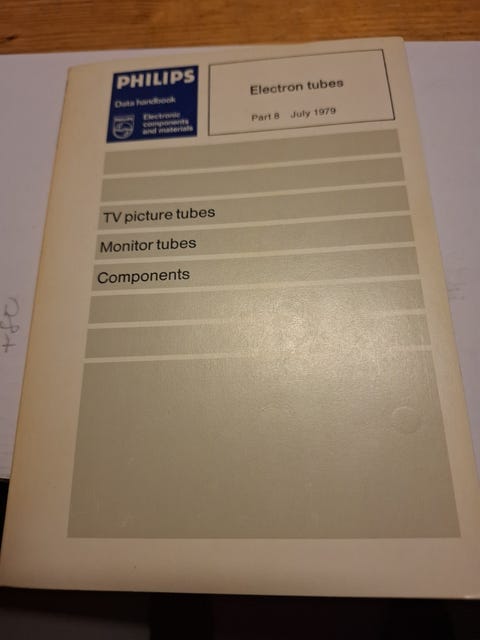 PHILIPS
Data handbook
PHILIPS
Electronic
components
and materials
Electron tubes
Part 8 July 1979
TV picture tubes
Monitor tubes
Components